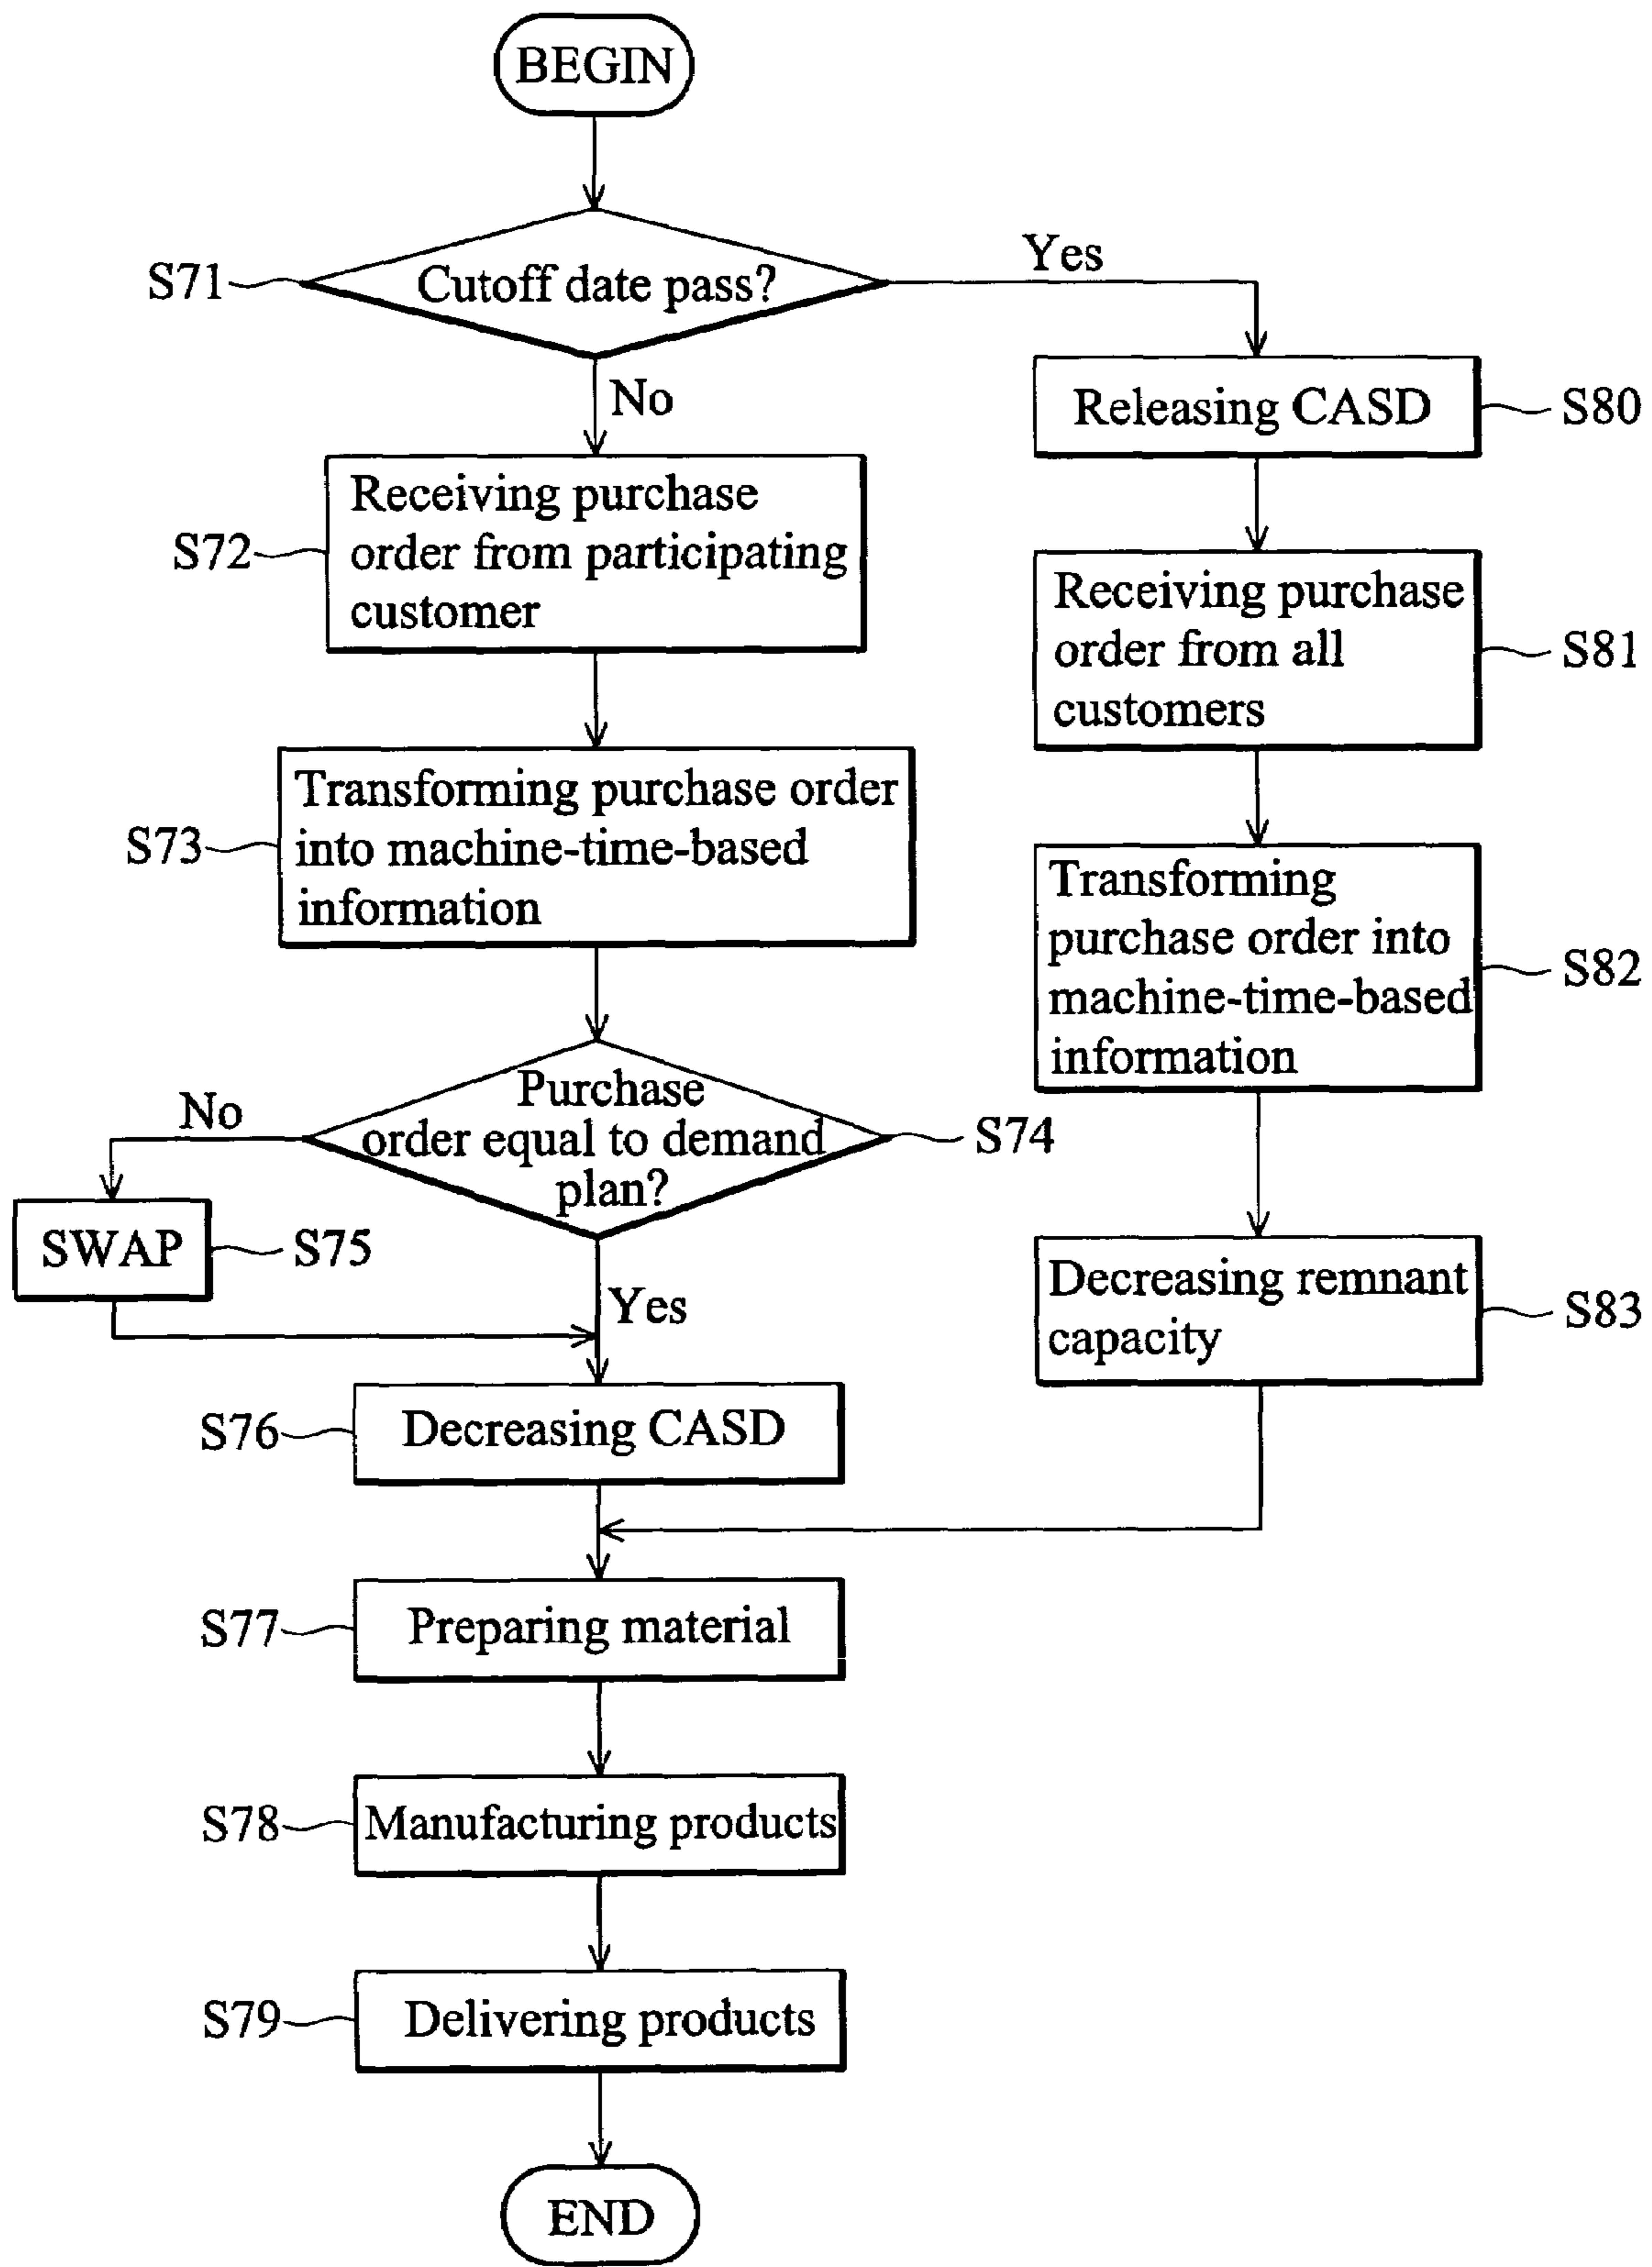 BEGIN
S71
Cutoff date pass?
Yes
No
Releasing CASD
S80
S72
Receiving purchase
order from participating
customer
Receiving purchase
order from all
customers
S81
S73
Transforming purchase order
into machine-time-based
information
Transforming
purchase order into
machine-time-based
information
S82
Purchase
order equal to demand
plan?
S74
No
SWAP
S75
Yes
Decreasing remnant
capacity
S83
S76
Decreasing CASD
S77
Preparing material
S78
Manufacturing products
S79
Delivering products
END